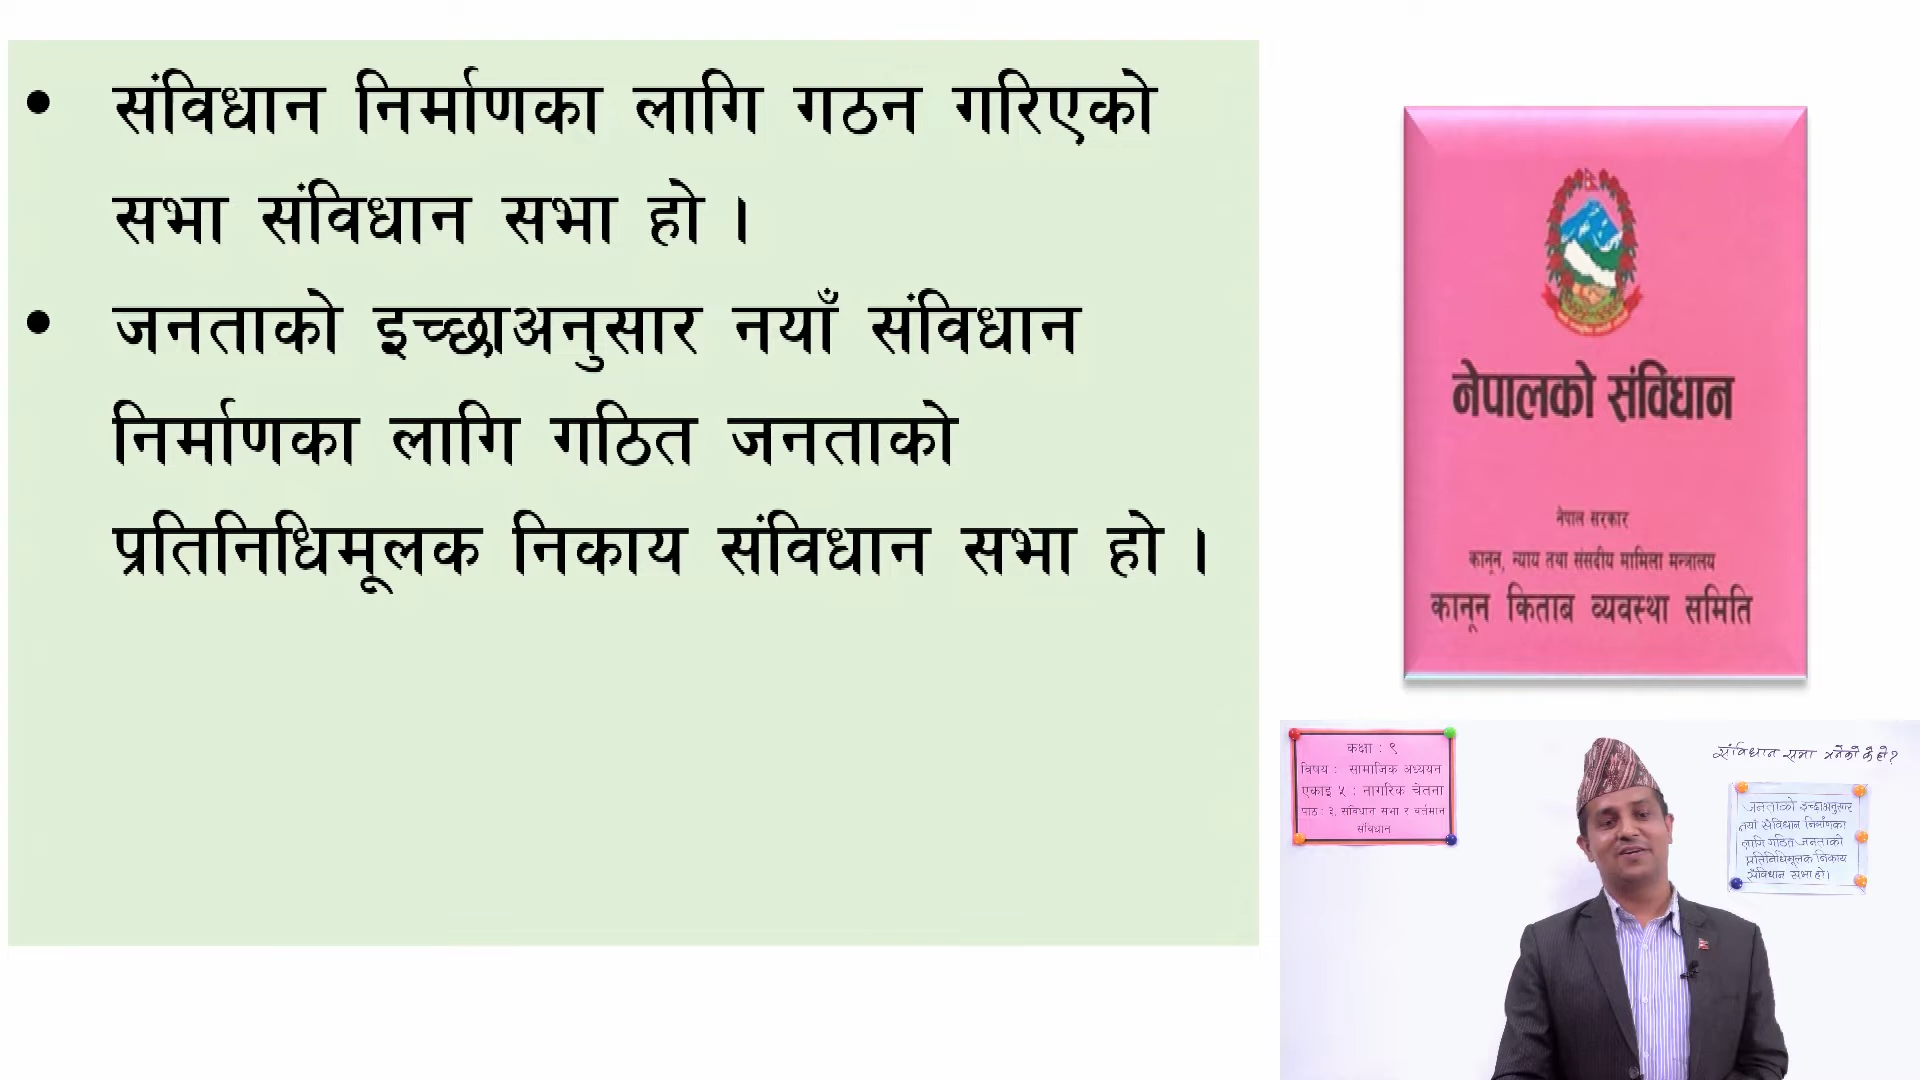 • संविधान निर्माणका लागि गठन गरिएको
सभा संविधान सभा हो ।
• जनताको इच्छाअनुसार नयाँ संविधान
निर्माणका लागि गठित जनताको
प्रतिनिधिमूलक निकाय संविधान सभा हो ।
नेपालको संविधान
नेपाल सरकार
कानून, न्याय तथा संसदीय मामिला मन्त्रालय
कानून किताब व्यवस्था समिति
कक्षा : ९
विषय : सामाजिक अध्ययन
एकाइ ५ : नागरिक चेतना
पाठ : ३. संविधान सभा र वर्तमान
संविधान
संविधान सभा भनेको के हो?
जनताको इच्छाअनुसार
नयाँ संविधान निर्माणका
लागि गठित जनताको
प्रतिनिधिमूलक निकाय
संविधान सभा हो।